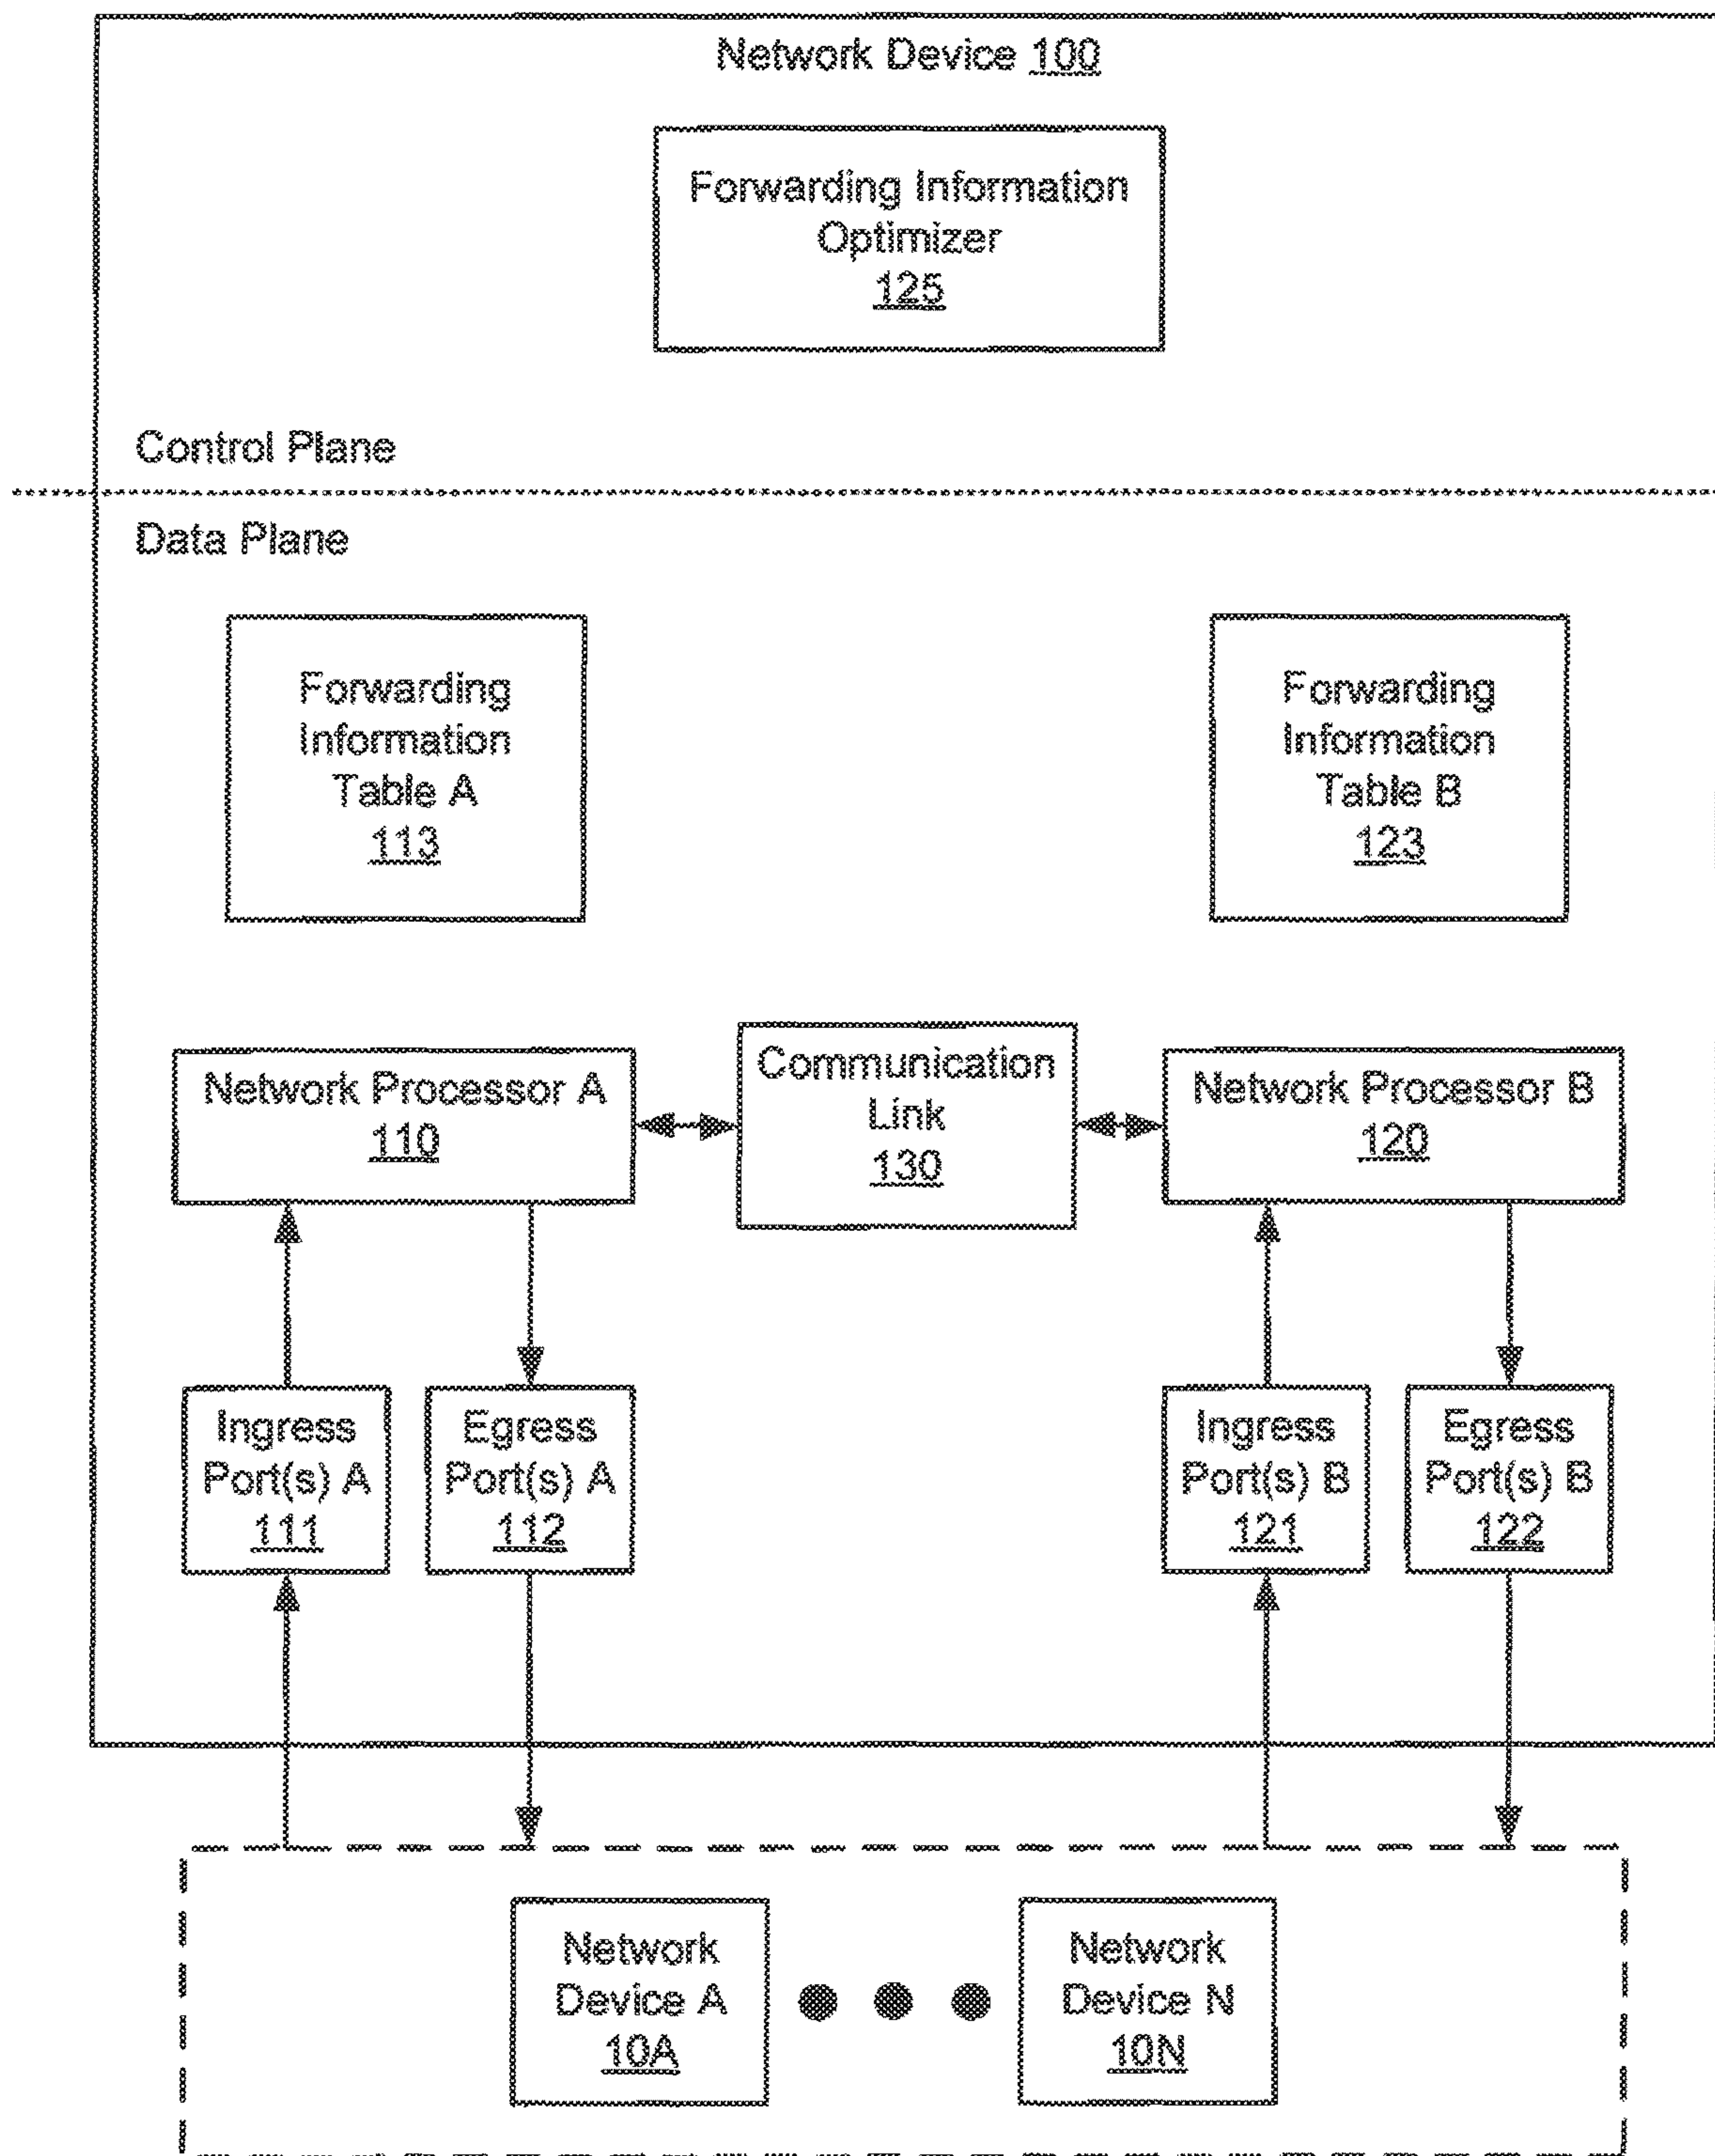 Network Device 100
Forwarding Information
Optimizer
125
Control Plane
Data Plane
Forwarding
Information
Table A
113
Forwarding
Information
Table B
123
Network Processor A
110
Communication
Link
130
Network Processor B
120
Ingress
Port(s) A
111
Egress
Port(s) A
112
Ingress
Port(s) B
121
Egress
Port(s) B
122
Network
Device A
10A
Network
Device N
10N